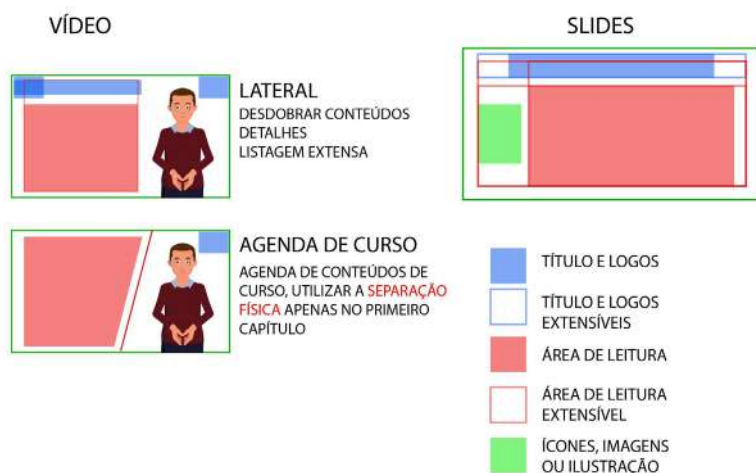 VÍDEO
LATERAL
DESDOBRAR CONTEÚDOS
DETALHES
LISTAGEM EXTENSA
AGENDA DE CURSO
AGENDA DE CONTEÚDOS DE
CURSO, UTILIZAR A SEPARAÇÃO
FÍSICA APENAS NO PRIMEIRO
CAPÍTULO
SLIDES
TÍTULO E LOGOS
TÍTULO E LOGOS
EXTENSÍVEIS
ÁREA DE LEITURA
ÁREA DE LEITURA
EXTENSÍVEL
ÍCONES, IMAGENS
OU ILUSTRAÇÃO